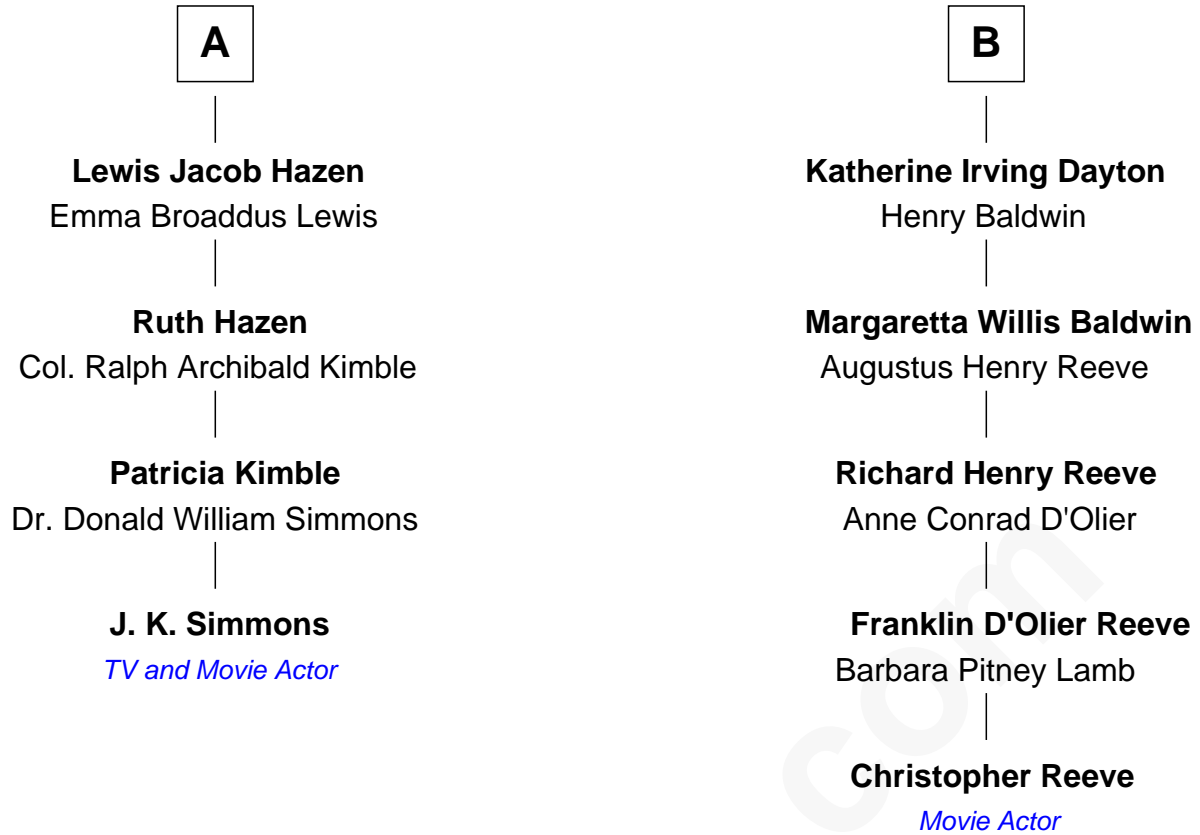 A
Lewis Jacob Hazen
Emma Broaddus Lewis
Ruth Hazen
Col. Ralph Archibald Kimble
Patricia Kimble
Dr. Donald William Simmons
J. K. Simmons
TV and Movie Actor
B
Katherine Irving Dayton
Henry Baldwin
Margaretta Willis Baldwin
Augustus Henry Reeve
Richard Henry Reeve
Anne Conrad D'Olier
Franklin D'Olier Reeve
Barbara Pitney Lamb
Christopher Reeve
Movie Actor
com